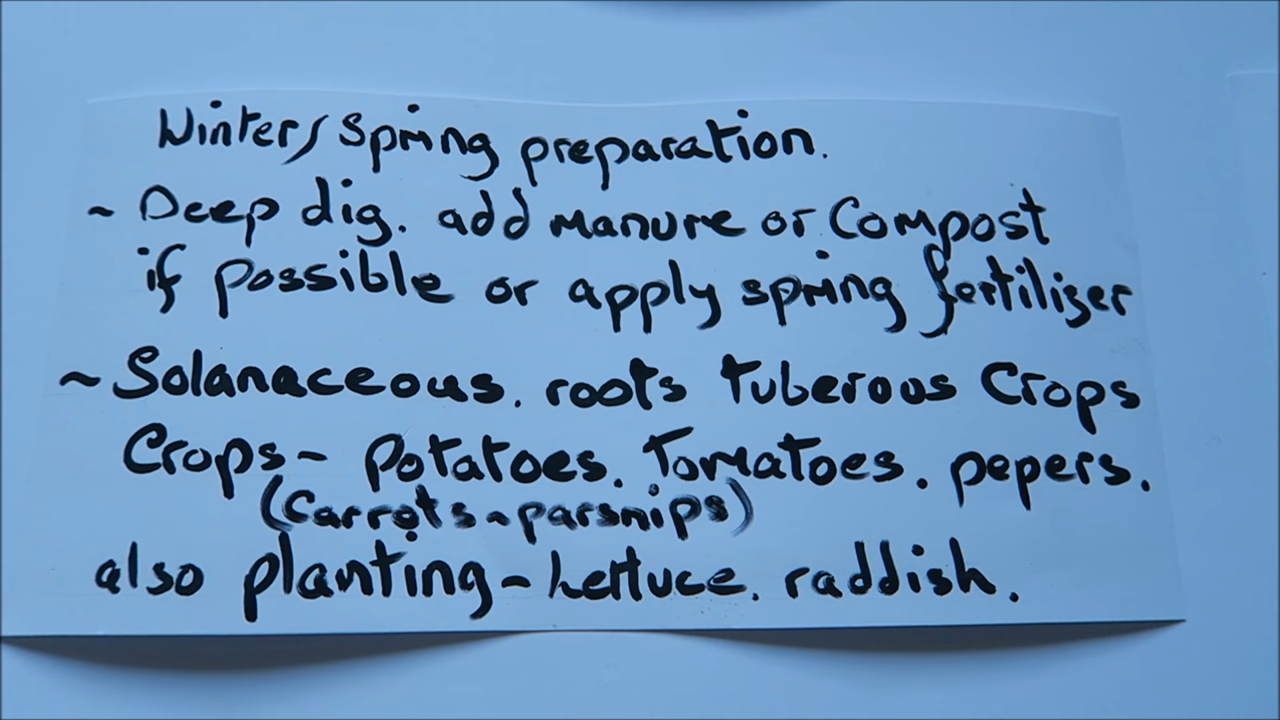 Winter/Spring preparation.
~ Deep dig. add manure or Compost
if possible or apply spring fertiliser
~ Solanaceous. roots tuberous Crops
Crops - Potatoes. Tomatoes. pepers.
(Carrots - parsnips)
also planting - Lettuce. raddish.